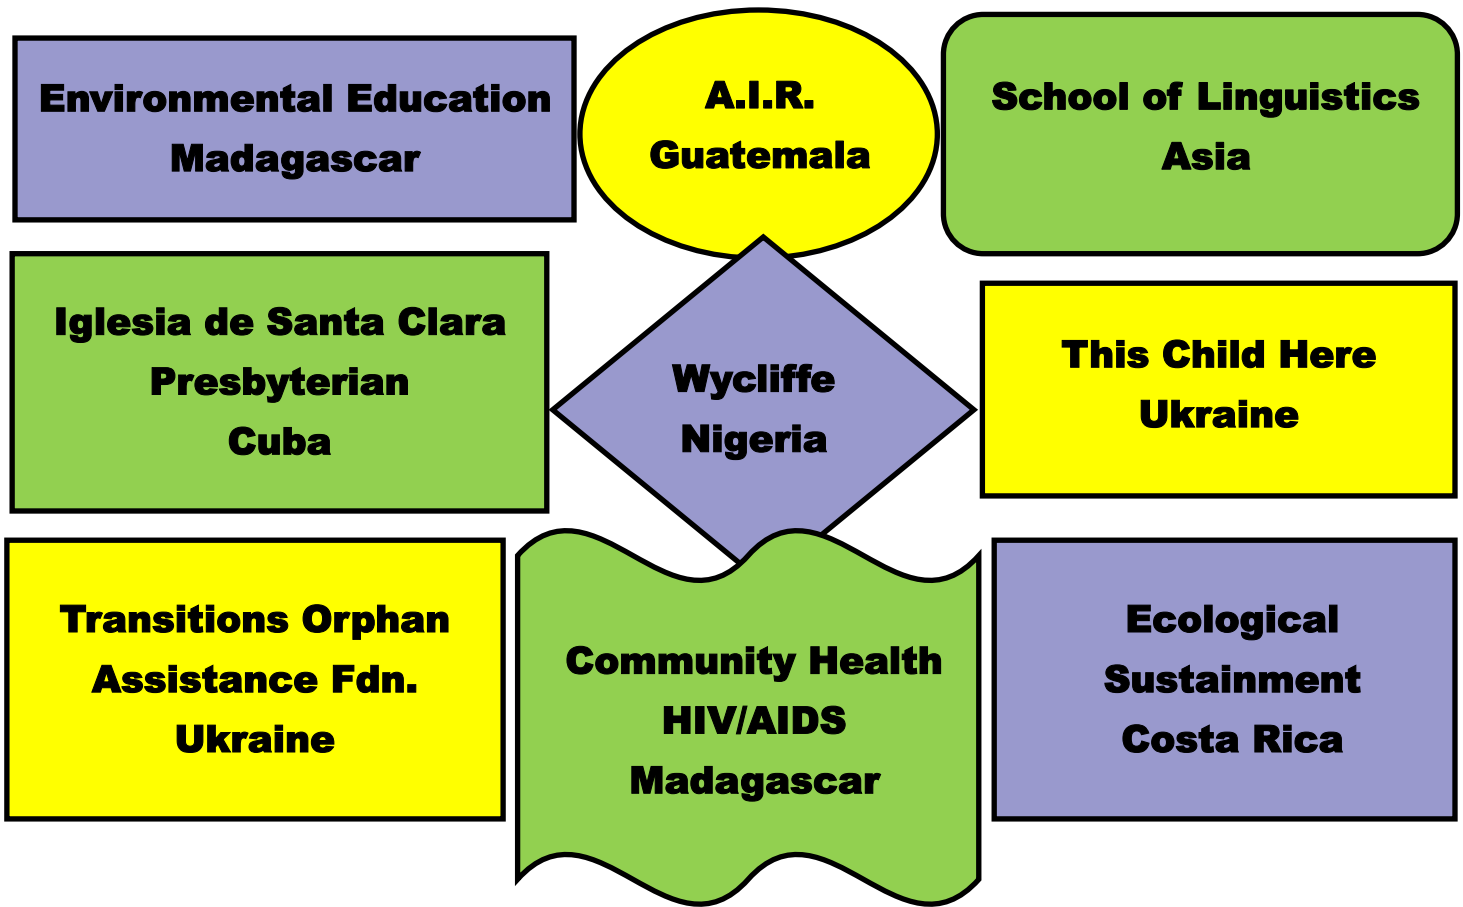 Environmental Education
Madagascar
A.I.R.
Guatemala
School of Linguistics
Asia
Iglesia de Santa Clara
Presbyterian
Cuba
Wycliffe
Nigeria
This Child Here
Ukraine
Transitions Orphan
Assistance Fdn.
Ukraine
Community Health
HIV/AIDS
Madagascar
Ecological
Sustainment
Costa Rica